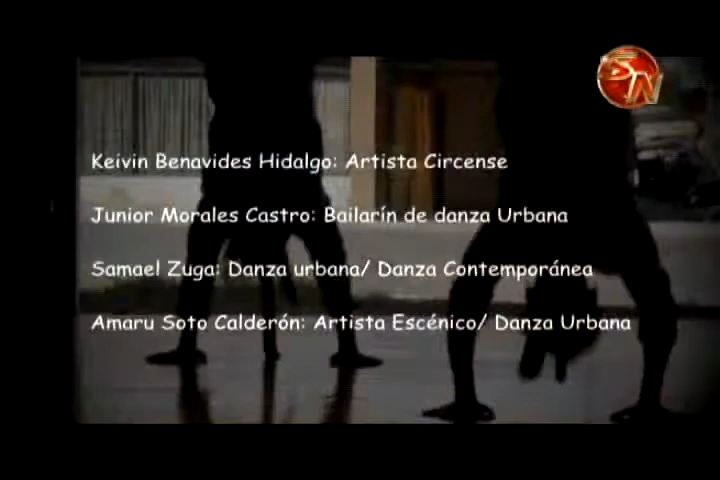 STN
Keivin Benavides Hidalgo: Artista Circense
Junior Morales Castro: Bailarín de danza Urbana
Samael Zuga: Danza urbana/ Danza Contemporánea
Amaru Soto Calderón: Artista Escénico/ Danza Urbana